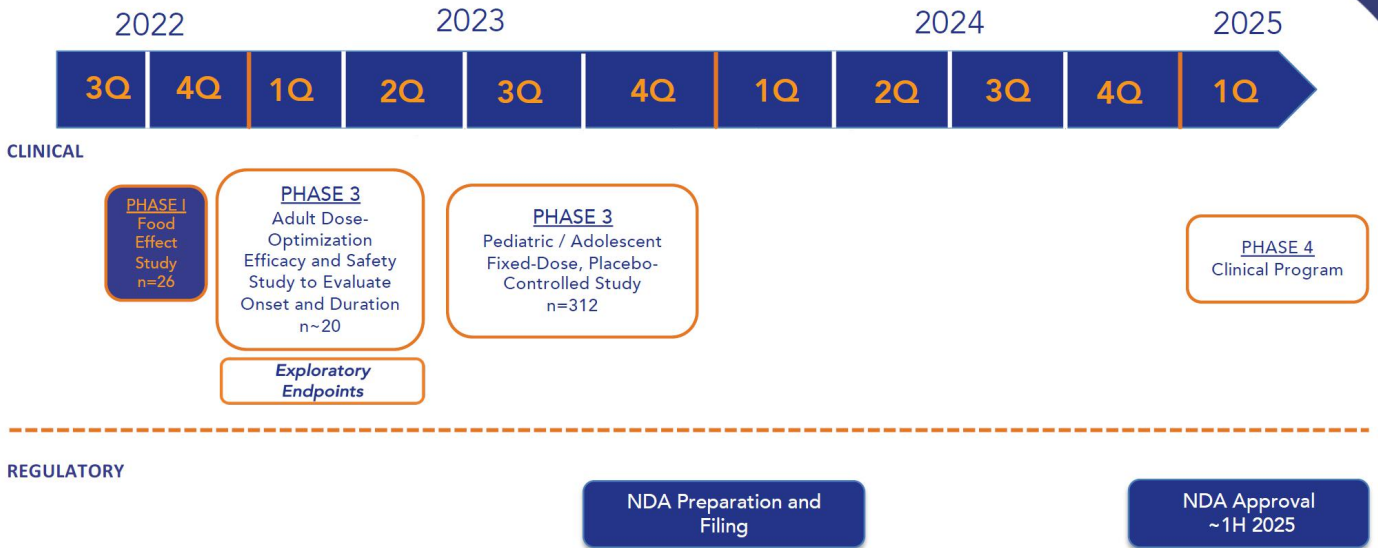 2022
2023
2024
2025
3Q
4Q
1Q
2Q
3Q
4Q
1Q
2Q
3Q
4Q
1Q
CLINICAL
PHASE I
Food
Effect
Study
n=26
PHASE 3
Adult Dose-
Optimization
Efficacy and Safety
Study to Evaluate
Onset and Duration
n~20
Exploratory
Endpoints
PHASE 3
Pediatric / Adolescent
Fixed-Dose, Placebo-
Controlled Study
n=312
PHASE 4
Clinical Program
REGULATORY
NDA Preparation and
Filing
NDA Approval
~1H 2025